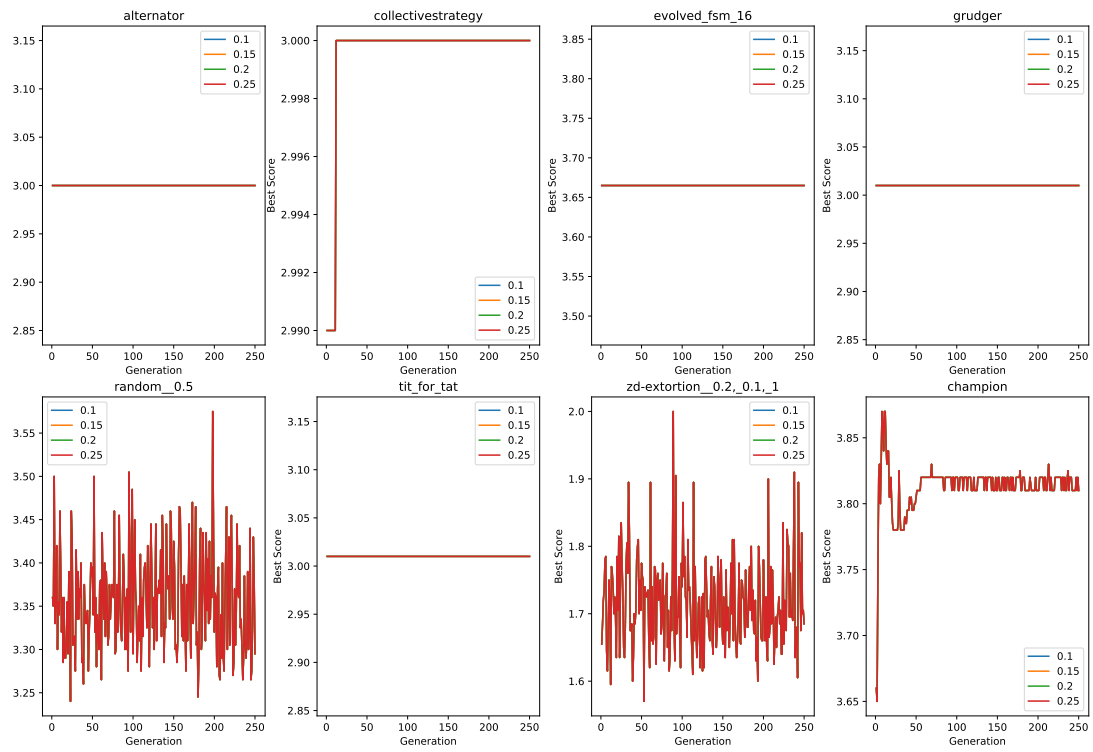 alternator
3.15
3.10
3.05
3.00
2.95
2.90
2.85
0 50 100 150 200 250
Generation
0.1
0.15
0.2
0.25
collectivestrategy
Best Score
3.000
2.998
2.996
2.994
2.992
2.990
0 50 100 150 200 250
Generation
0.1
0.15
0.2
0.25
evolved_fsm_16
Best Score
3.85
3.80
3.75
3.70
3.65
3.60
3.55
3.50
0 50 100 150 200 250
Generation
0.1
0.15
0.2
0.25
grudger
Best Score
3.15
3.10
3.05
3.00
2.95
2.90
2.85
0 50 100 150 200 250
Generation
0.1
0.15
0.2
0.25
random__0.5
3.55
3.50
3.45
3.40
3.35
3.30
3.25
0 50 100 150 200 250
Generation
0.1
0.15
0.2
0.25
tit_for_tat
Best Score
3.15
3.10
3.05
3.00
2.95
2.90
2.85
0 50 100 150 200 250
Generation
0.1
0.15
0.2
0.25
zd-extortion__0.2,_0.1,_1
Best Score
2.0
1.9
1.8
1.7
1.6
0 50 100 150 200 250
Generation
0.1
0.15
0.2
0.25
champion
Best Score
3.85
3.80
3.75
3.70
3.65
0 50 100 150 200 250
Generation
0.1
0.15
0.2
0.25